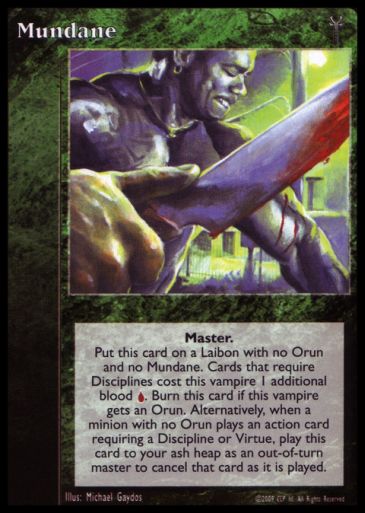 Mundane
Master.
Put this card on a Laibon with no Orun
and no Mundane. Cards that require
Disciplines cost this vampire 1 additional
blood . Burn this card if this vampire
gets an Orun. Alternatively, when a
minion with no Orun plays an action card
requiring a Discipline or Virtue, play this
card to your ash heap as an out-of-turn
master to cancel that card as it is played.
Illus: Michael Gaydos
©2009 CCP hf. All Rights Reserved